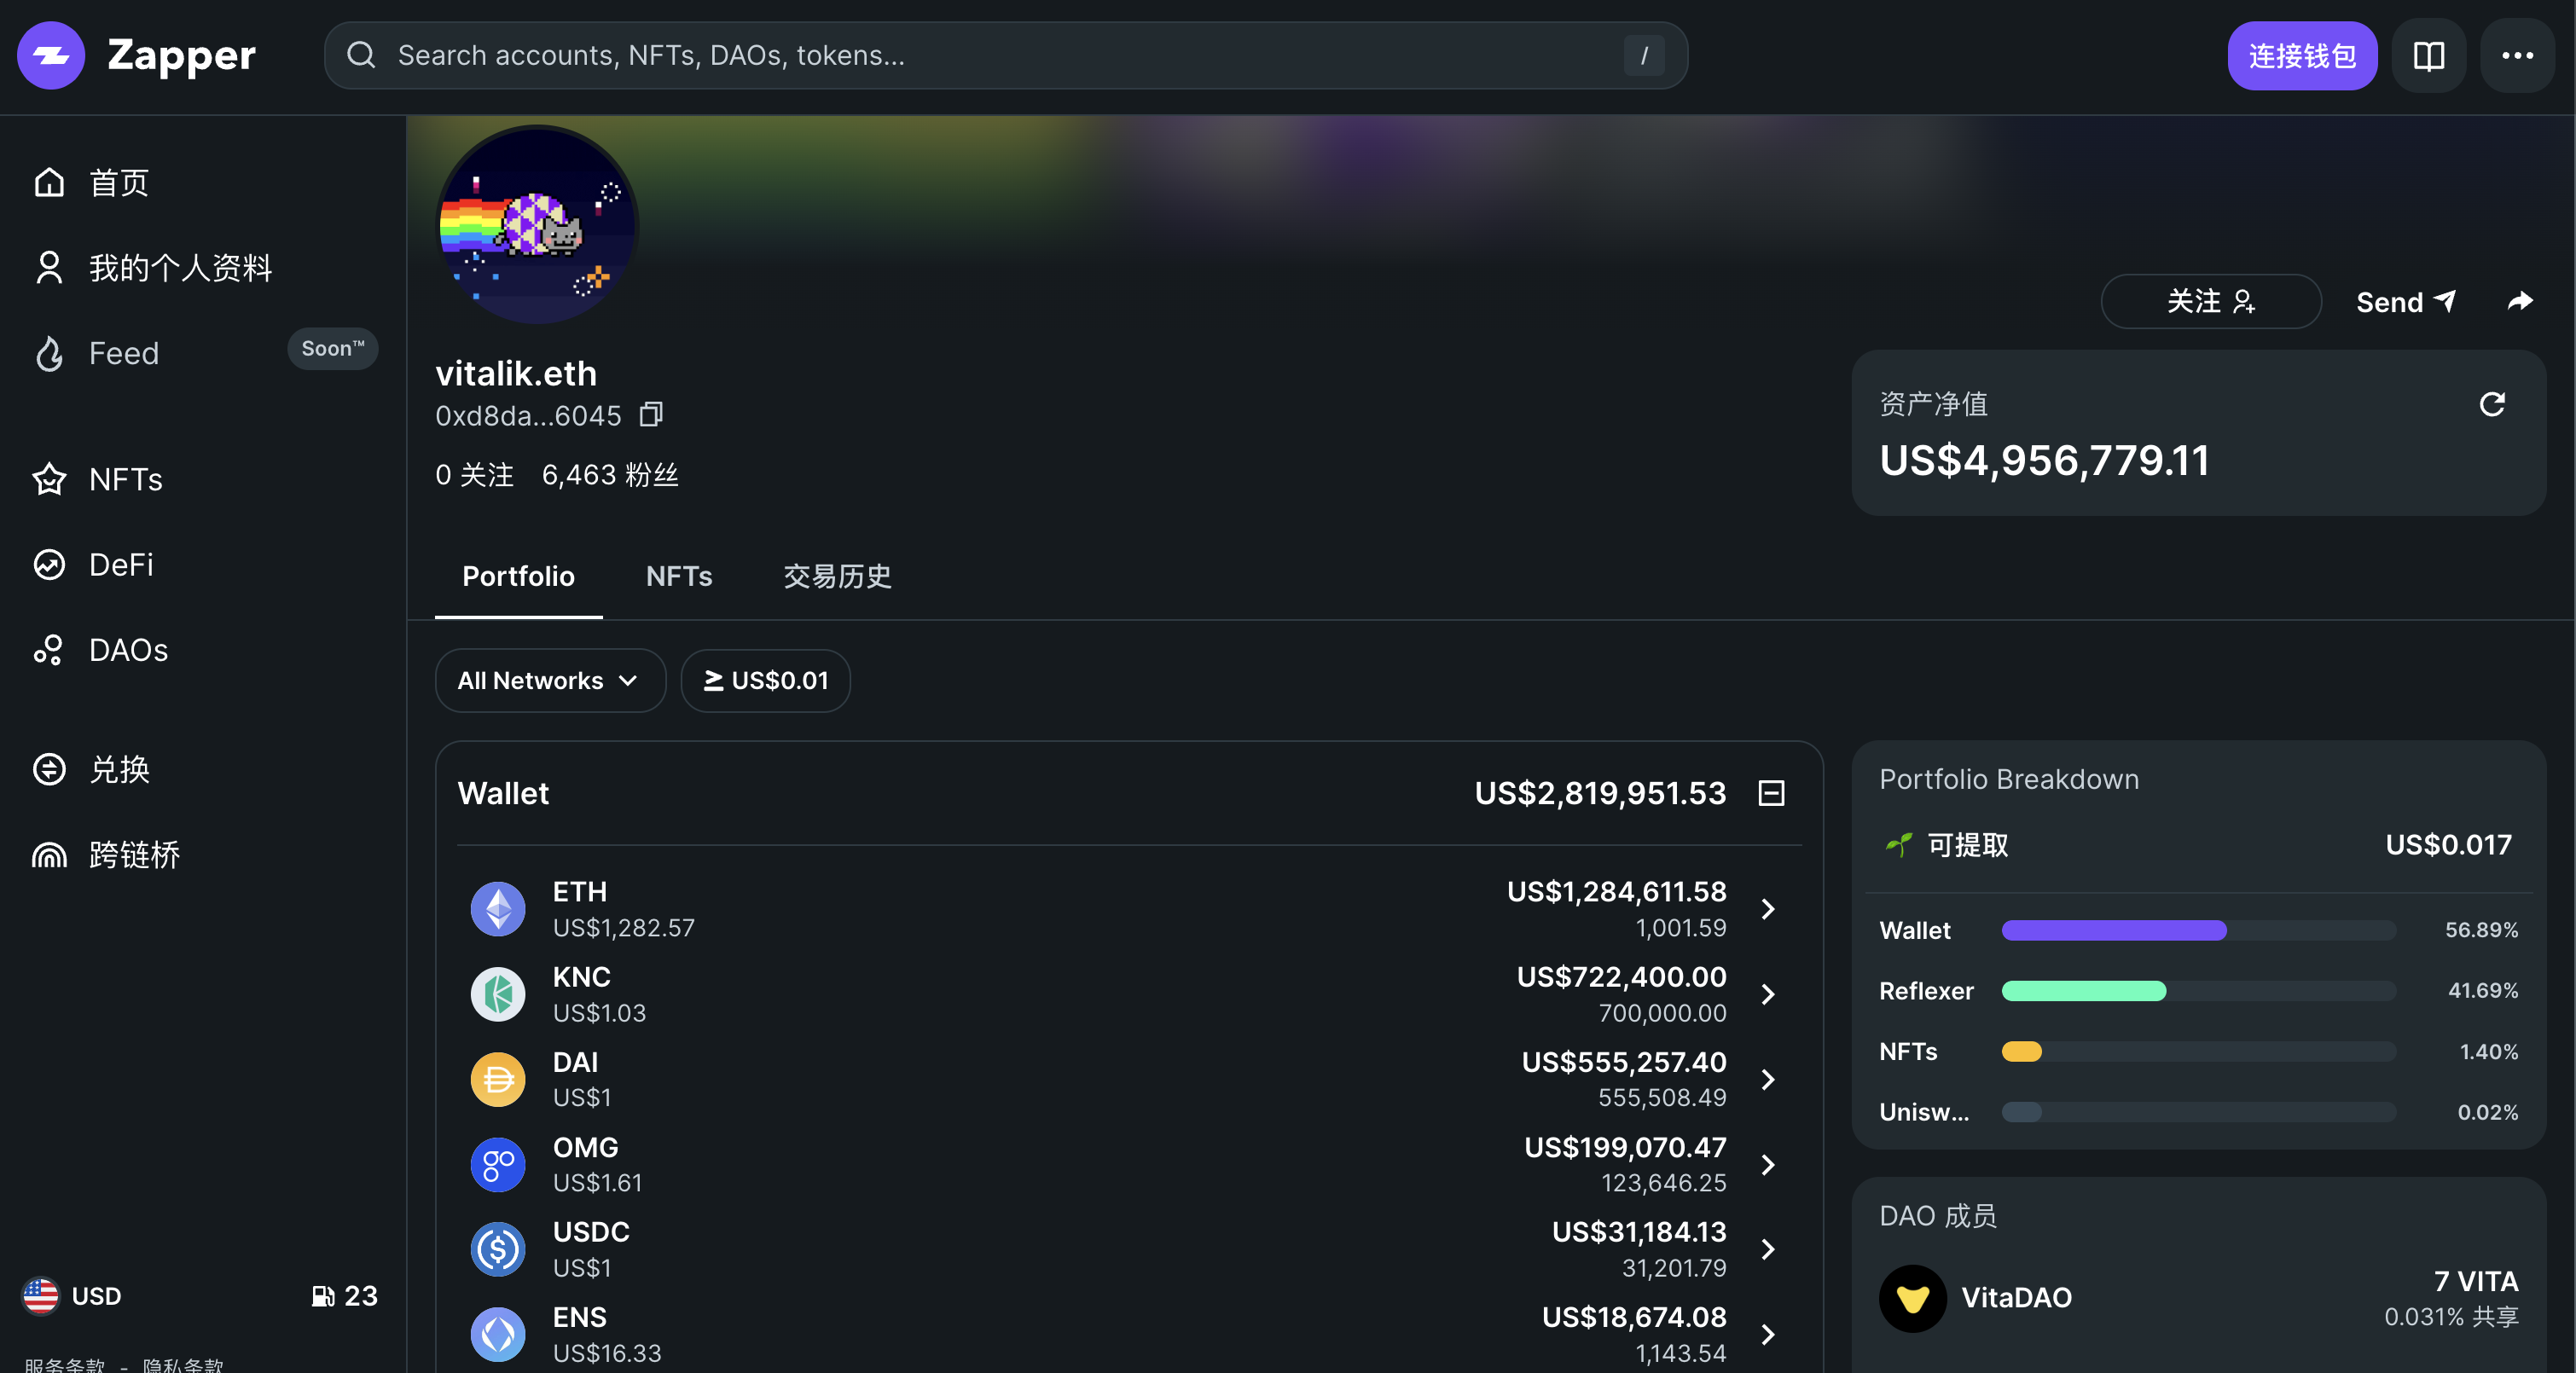 Zapper
Search accounts, NFTs, DAOs, tokens...
/
连接钱包
首页
我的个人资料
Feed
Soon™
NFTs
DeFi
DAOs
兑换
跨链桥
USD
23
服务条款 - 隐私条款
关注
Send
vitalik.eth
0xd8da...6045
0 关注 6,463 粉丝
资产净值
US$4,956,779.11
Portfolio
NFTs
交易历史
All Networks
≥ US$0.01
Wallet
US$2,819,951.53
ETH
US$1,284,611.58
US$1,282.57
1,001.59
KNC
US$722,400.00
US$1.03
700,000.00
DAI
US$555,257.40
US$1
555,508.49
OMG
US$199,070.47
US$1.61
123,646.25
USDC
US$31,184.13
US$1
31,201.79
ENS
US$18,674.08
US$16.33
1,143.54
Portfolio Breakdown
可提取
US$0.017
Wallet
56.89%
Reflexer
41.69%
NFTs
1.40%
Unisw...
0.02%
DAO 成员
VitaDAO
7 VITA
0.031% 共享